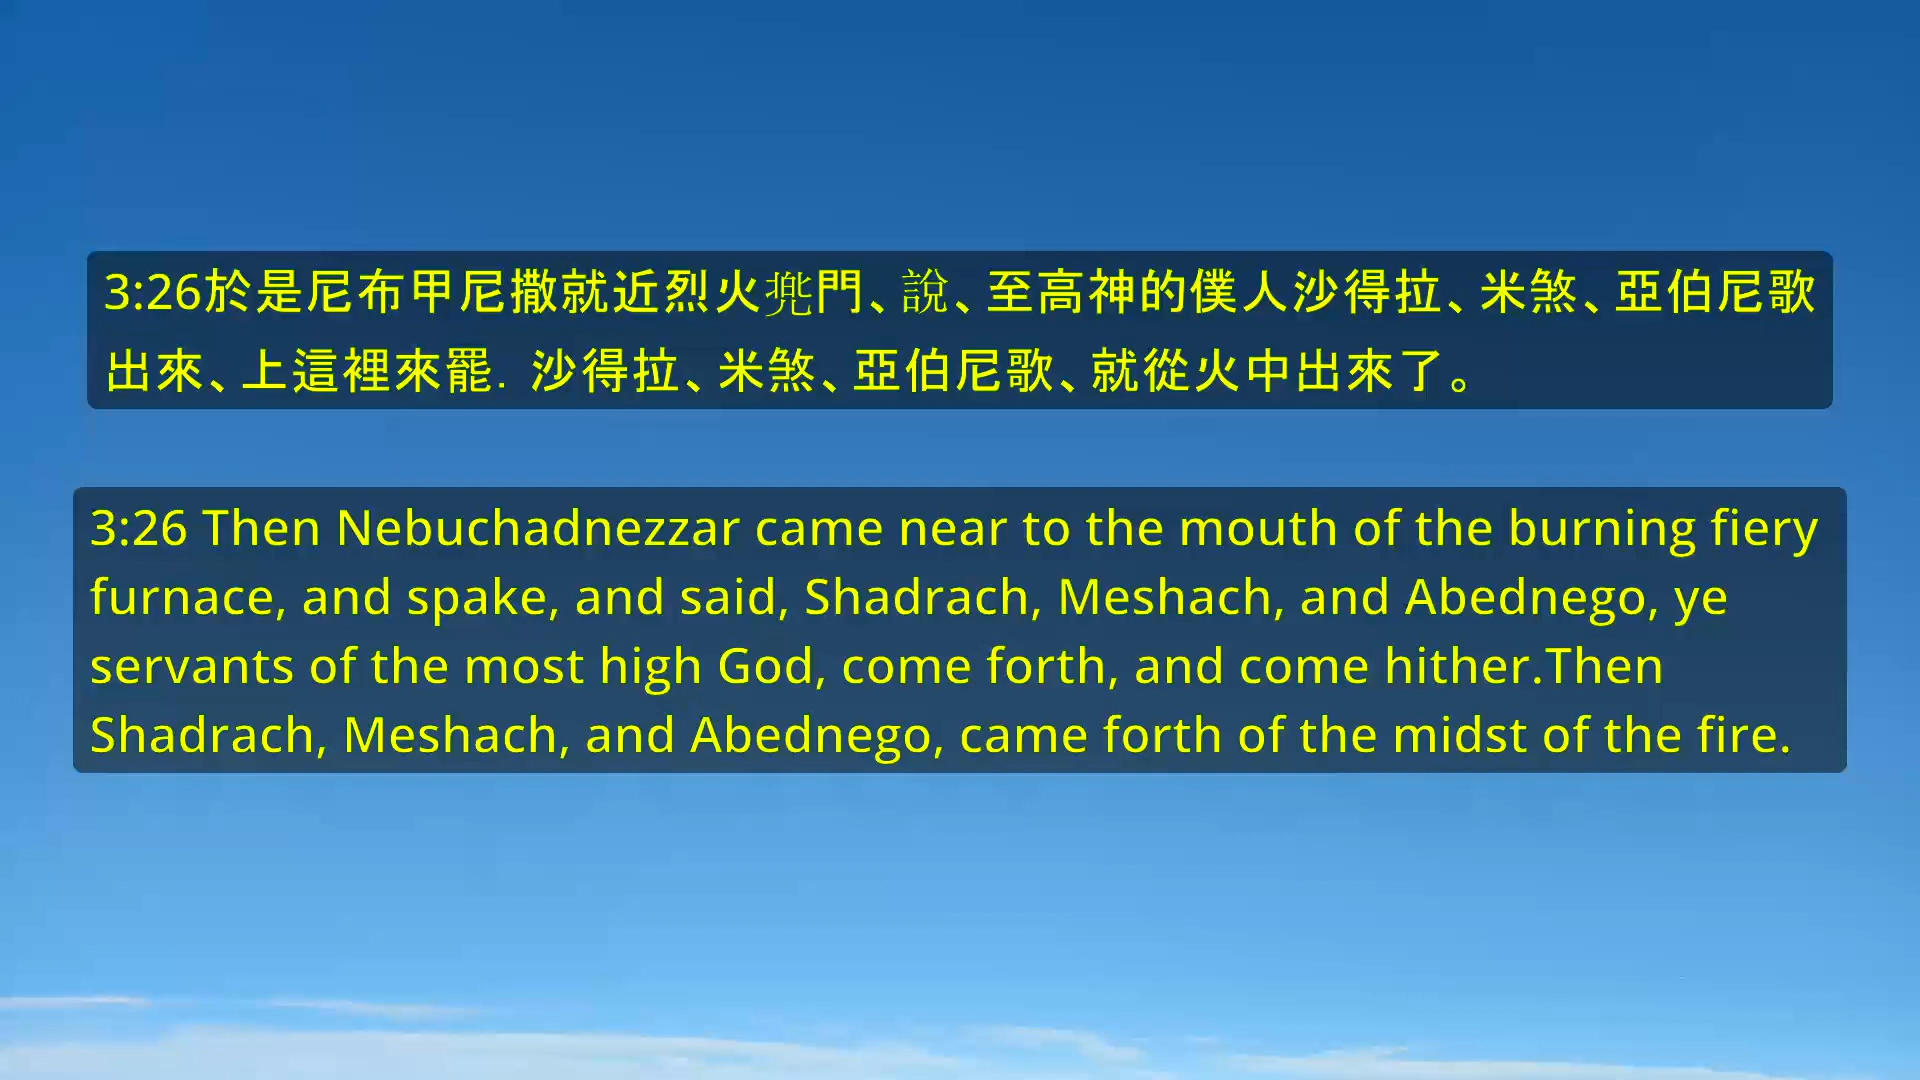 3:26於是尼布甲尼撒就近烈火㷛門、說、至高神的僕人沙得拉、米煞、亞伯尼歌
出來、上這裡來罷. 沙得拉、米煞、亞伯尼歌、就從火中出來了。
3:26 Then Nebuchadnezzar came near to the mouth of the burning fiery
furnace, and spake, and said, Shadrach, Meshach, and Abednego, ye
servants of the most high God, come forth, and come hither.Then
Shadrach, Meshach, and Abednego, came forth of the midst of the fire.